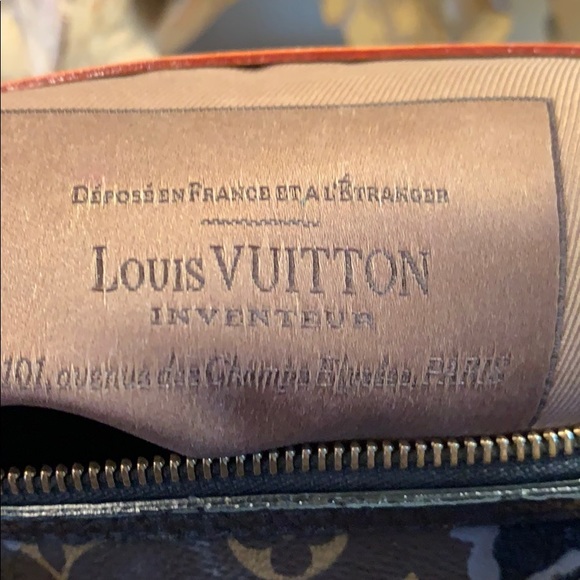 DÉPOSÉ EN FRANCE ET A L'ÉTRANGER
LOUIS VUITTON
INVENTEUR
101, avenue des Champs Elysées, PARIS